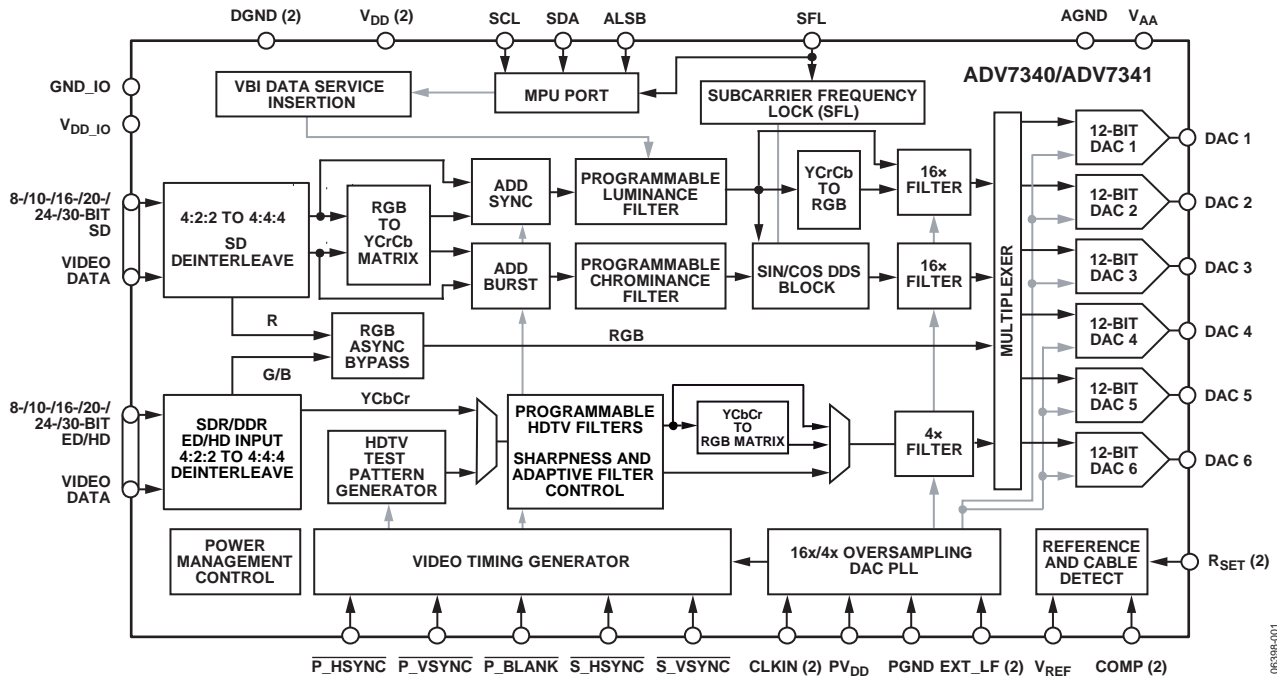 DGND (2)
VDD (2)
SCL
SDA
ALSB
SFL
AGND
VAA
GND_IO
VDD_IO
ADV7340/ADV7341
VBI DATA SERVICE
INSERTION
MPU PORT
SUBCARRIER FREQUENCY
LOCK (SFL)
8-/10-/16-/20-/
24-/30-BIT
SD
VIDEO
DATA
4:2:2 TO 4:4:4
SD
DEINTERLEAVE
RGB
TO
YCrCb
MATRIX
ADD
SYNC
ADD
BURST
PROGRAMMABLE
LUMINANCE
FILTER
PROGRAMMABLE
CHROMINANCE
FILTER
YCrCb
TO
RGB
SIN/COS DDS
BLOCK
16×
FILTER
16×
FILTER
MULTIPLEXER
12-BIT
DAC 1
DAC 1
12-BIT
DAC 2
DAC 2
12-BIT
DAC 3
DAC 3
12-BIT
DAC 4
DAC 4
12-BIT
DAC 5
DAC 5
12-BIT
DAC 6
DAC 6
R
G/B
RGB
ASYNC
BYPASS
RGB
8-/10-/16-/20-/
24-/30-BIT
ED/HD
VIDEO
DATA
SDR/DDR
ED/HD INPUT
4:2:2 TO 4:4:4
DEINTERLEAVE
YCbCr
HDTV
TEST
PATTERN
GENERATOR
PROGRAMMABLE
HDTV FILTERS
SHARPNESS AND
ADAPTIVE FILTER
CONTROL
YCbCr
TO
RGB MATRIX
4×
FILTER
POWER
MANAGEMENT
CONTROL
VIDEO TIMING GENERATOR
16x/4x OVERSAMPLING
DAC PLL
REFERENCE
AND CABLE
DETECT
RSET (2)
P_HSYNC
P_VSYNC
P_BLANK
S_HSYNC
S_VSYNC
CLKIN (2)
PVDD
PGND
EXT_LF (2)
VREF
COMP (2)
06398-001